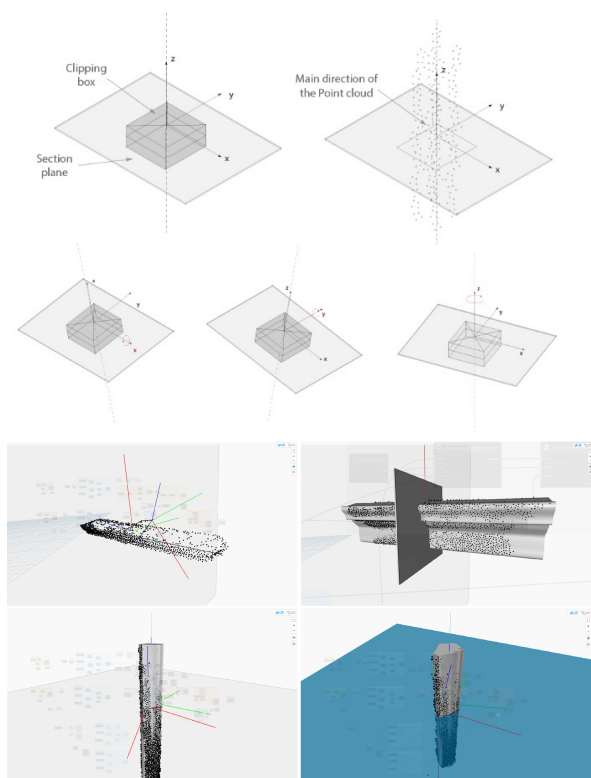 z
Clipping
box
y
x
Section
plane
Main direction of
the Point cloud
z
y
x
y
x
z
y
x
z
y
x